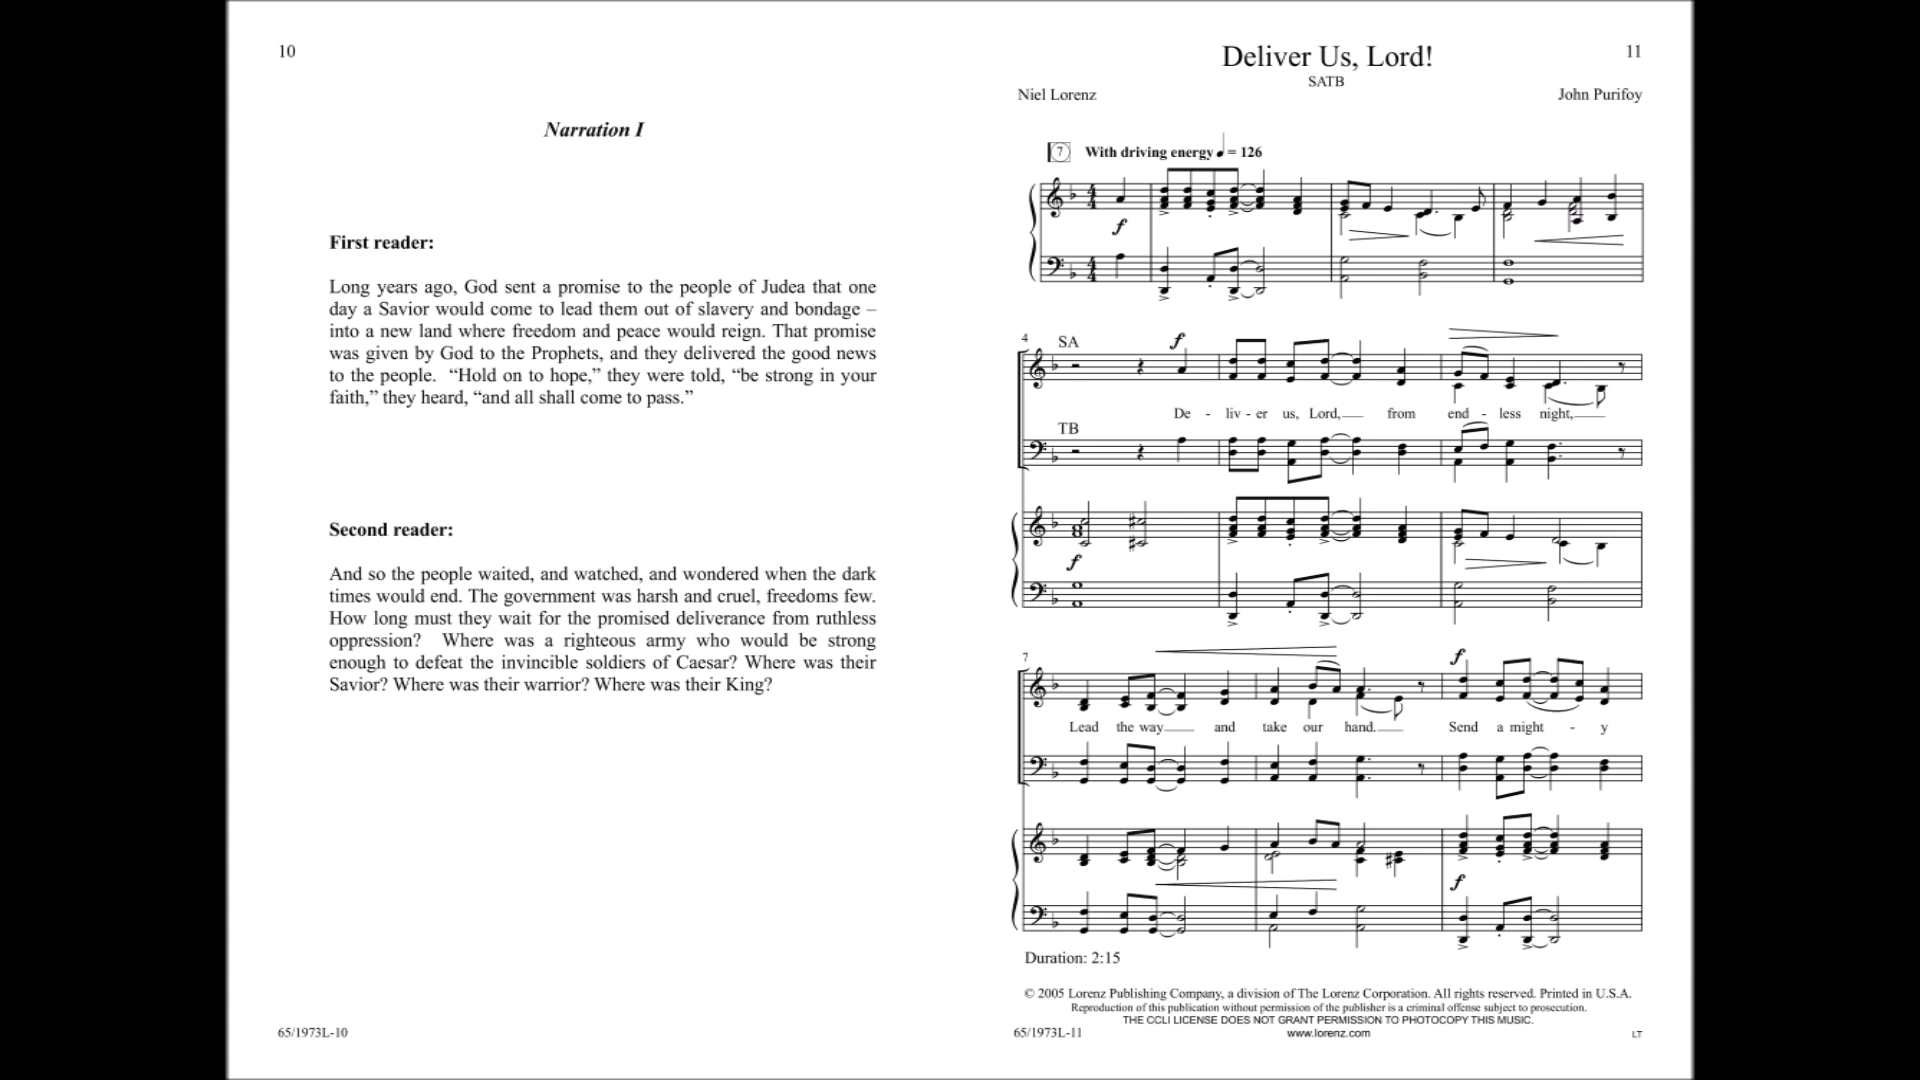 10
Narration I
First reader:
Long years ago, God sent a promise to the people of Judea that one
day a Savior would come to lead them out of slavery and bondage –
into a new land where freedom and peace would reign. That promise
was given by God to the Prophets, and they delivered the good news
to the people.  “Hold on to hope,” they were told, “be strong in your
faith,” they heard, “and all shall come to pass.”
Second reader:
And so the people waited, and watched, and wondered when the dark
times would end. The government was harsh and cruel, freedoms few.
How long must they wait for the promised deliverance from ruthless
oppression?  Where was a righteous army who would be strong
enough to defeat the invincible soldiers of Caesar? Where was their
Savior? Where was their warrior? Where was their King?
65/1973L-10
Deliver Us, Lord!
11
SATB
Niel Lorenz
John Purifoy
7 With driving energy ♩ = 126
f
4
SA
f
De - liv - er us, Lord, from end - less night,
TB
f
7
f
Lead the way and take our hand. Send a might - y
f
Duration: 2:15
© 2005 Lorenz Publishing Company, a division of The Lorenz Corporation. All rights reserved. Printed in U.S.A.
Reproduction of this publication without permission of the publisher is a criminal offense subject to prosecution.
THE CCLI LICENSE DOES NOT GRANT PERMISSION TO PHOTOCOPY THIS MUSIC.
65/1973L-11
www.lorenz.com
LT